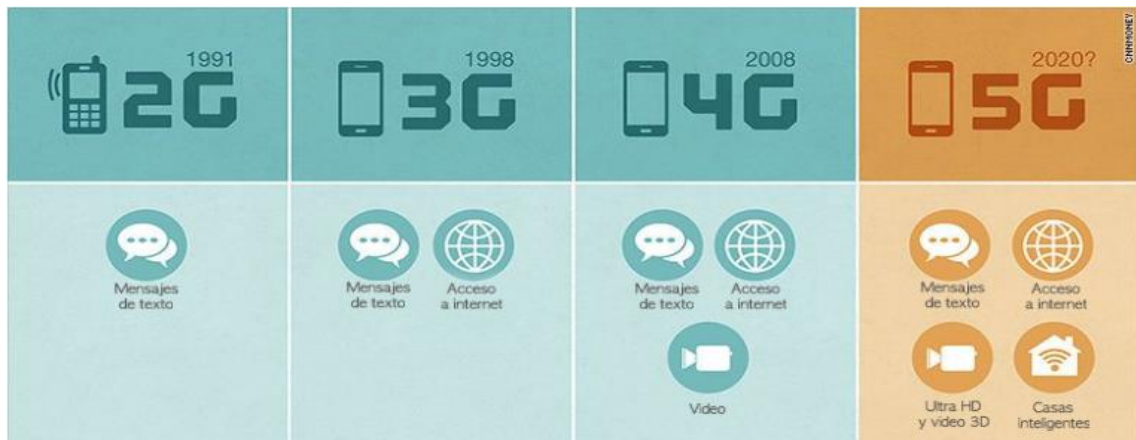 1991
2G
1998
3G
2008
4G
2020?
5G
CNNMONEY
Mensajes
de texto
Mensajes
de texto
Acceso
a internet
Mensajes
de texto
Acceso
a internet
Video
Mensajes
de texto
Acceso
a internet
Ultra HD
y video 3D
Casas
inteligentes